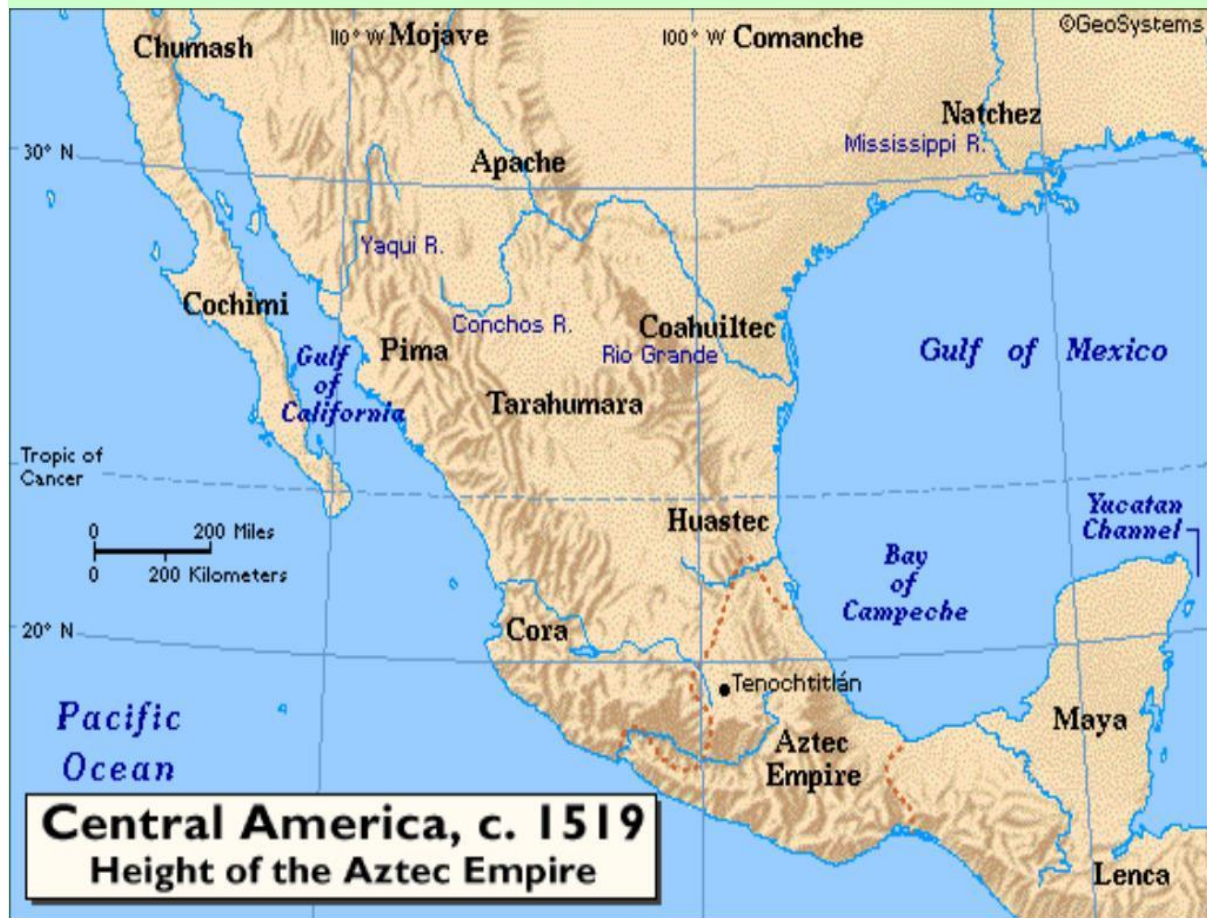 ©GeoSystems
Chumash
110° W
Mojave
100° W
Comanche
Natchez
Mississippi R.
30° N
Apache
Yaqui R.
Cochimi
Conchos R.
Coahuiltec
Rio Grande
Gulf
of
California
Pima
Gulf of Mexico
Tarahumara
Tropic of
Cancer
Huastec
Yucatan
Channel
0 200 Miles
0 200 Kilometers
Bay
of
Campeche
20° N
Cora
Tenochtitlán
Pacific
Ocean
Aztec
Empire
Maya
Central America, c. 1519
Height of the Aztec Empire
Lenca